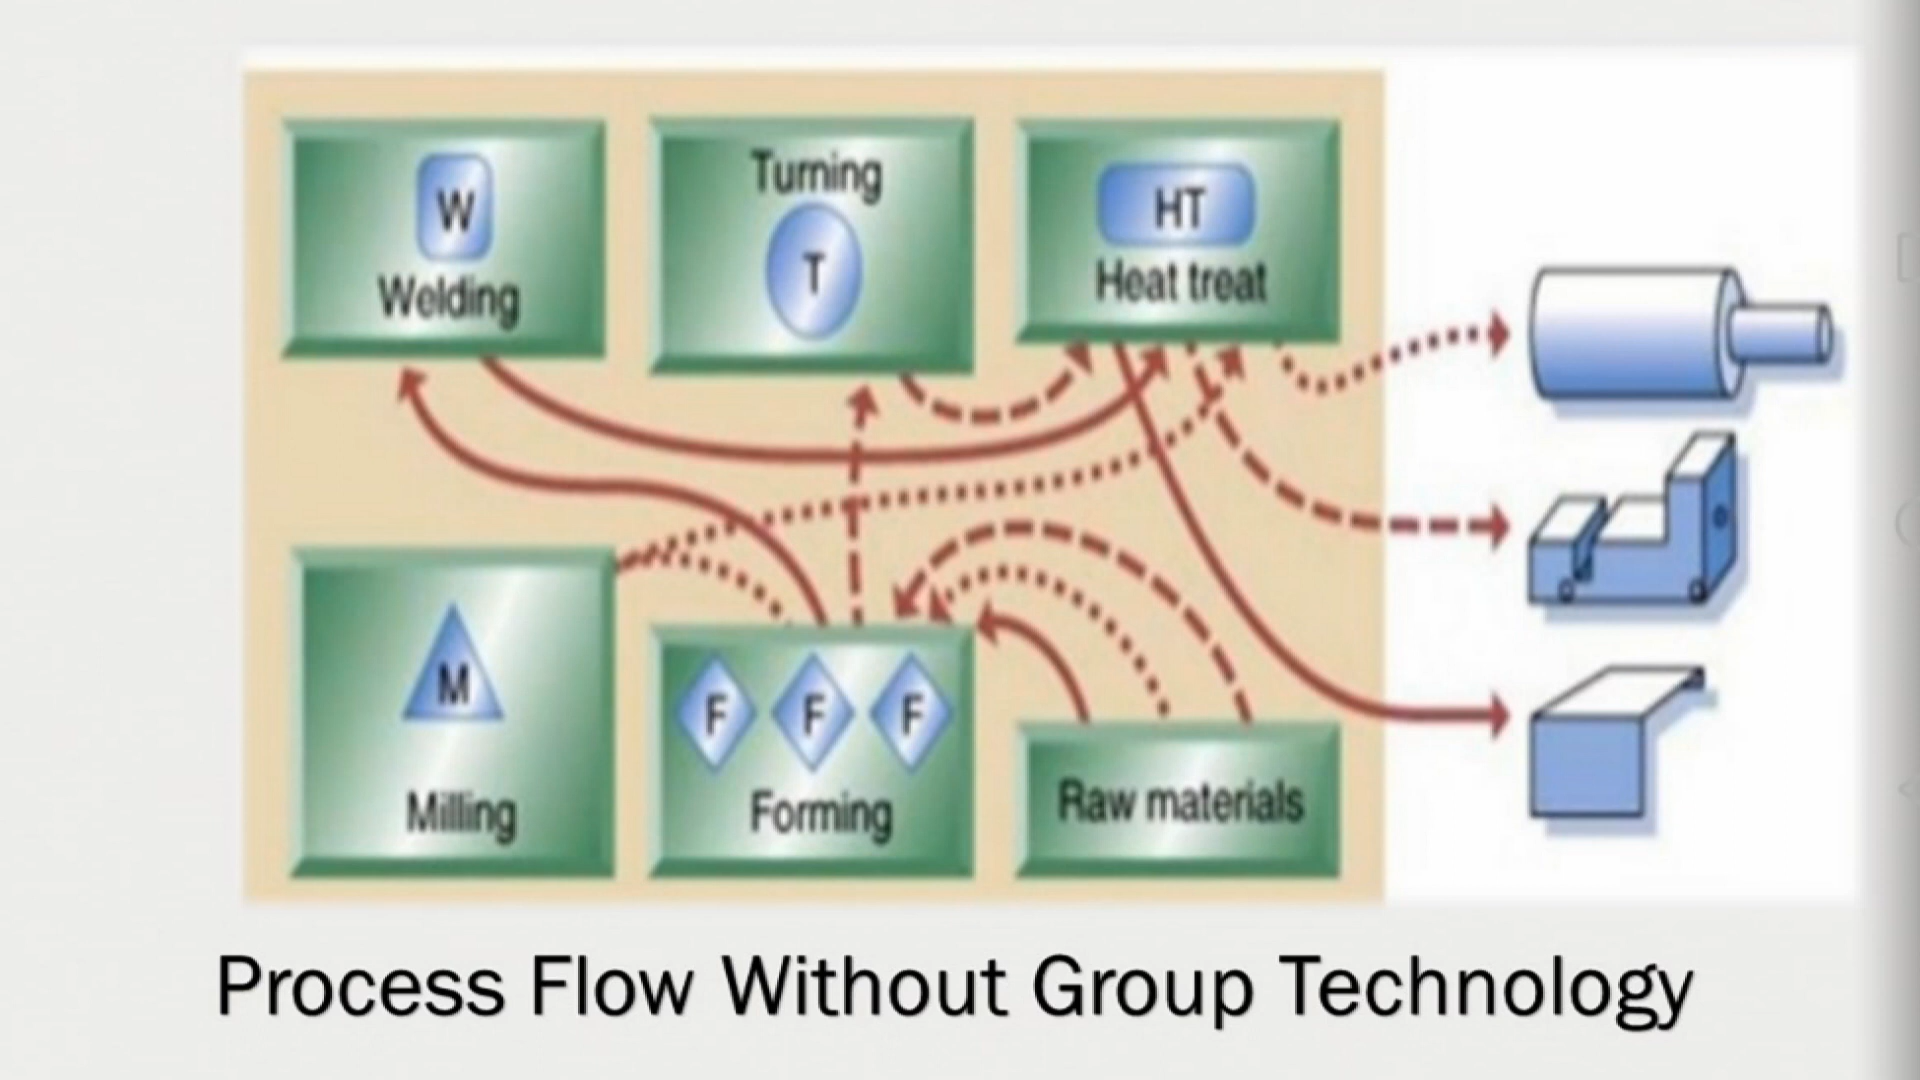 W
Welding
Turning
T
HT
Heat treat
M
Milling
F F F
Forming
Raw materials
Process Flow Without Group Technology